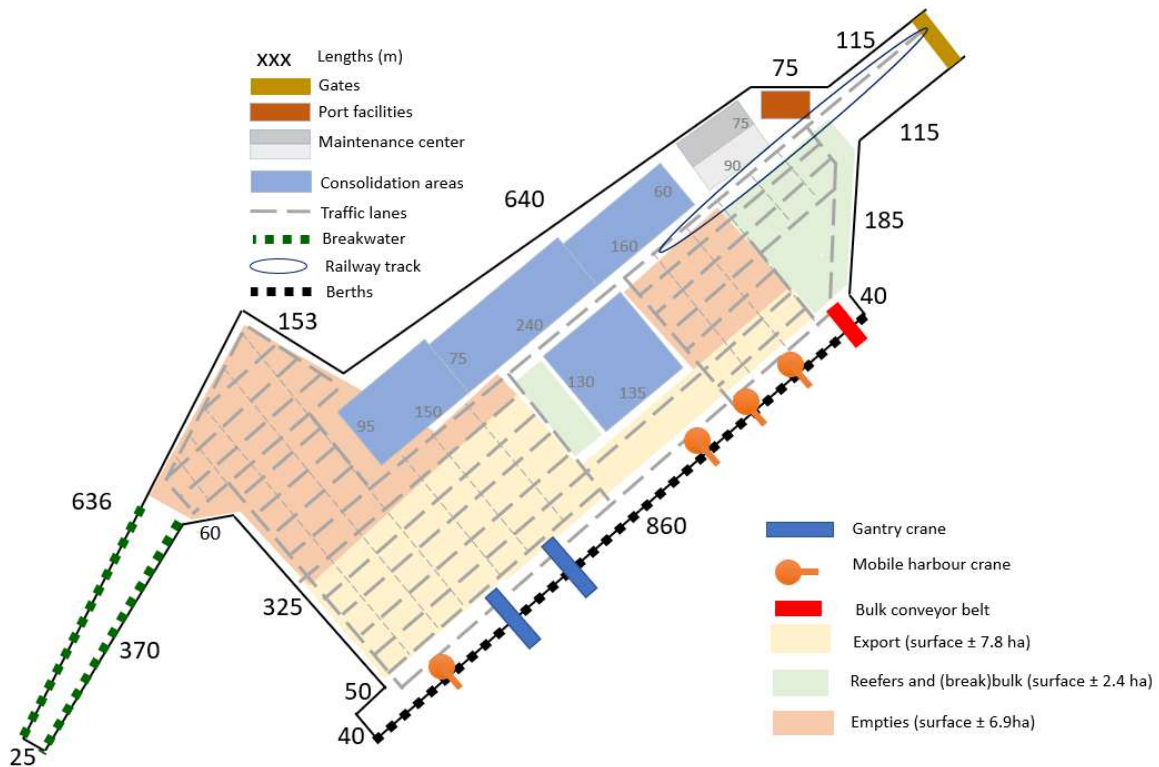 XXX Lengths (m)
Gates
Port facilities
Maintenance center
Consolidation areas
Traffic lanes
Breakwater
Railway track
Berths
115
75
75
115
90
640
60
185
160
40
153
240
75
130
135
150
95
636
60
860
325
370
50
40
25
Gantry crane
Mobile harbour crane
Bulk conveyor belt
Export (surface ± 7.8 ha)
Reefers and (break)bulk (surface ± 2.4 ha)
Empties (surface ± 6.9ha)